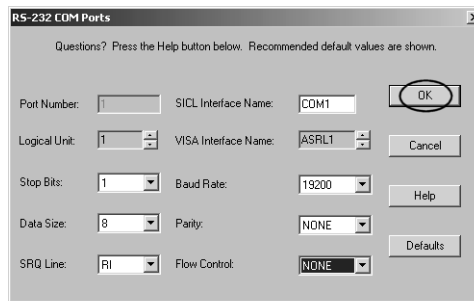 RS-232 COM Ports
Questions? Press the Help button below. Recommended default values are shown.
Port Number: 1 SICL Interface Name: COM1 OK
Logical Unit: 1 VISA Interface Name: ASRL1 Cancel
Stop Bits: 1 Baud Rate: 19200 Help
Data Size: 8 Parity: NONE Defaults
SRQ Line: RI Flow Control: NONE